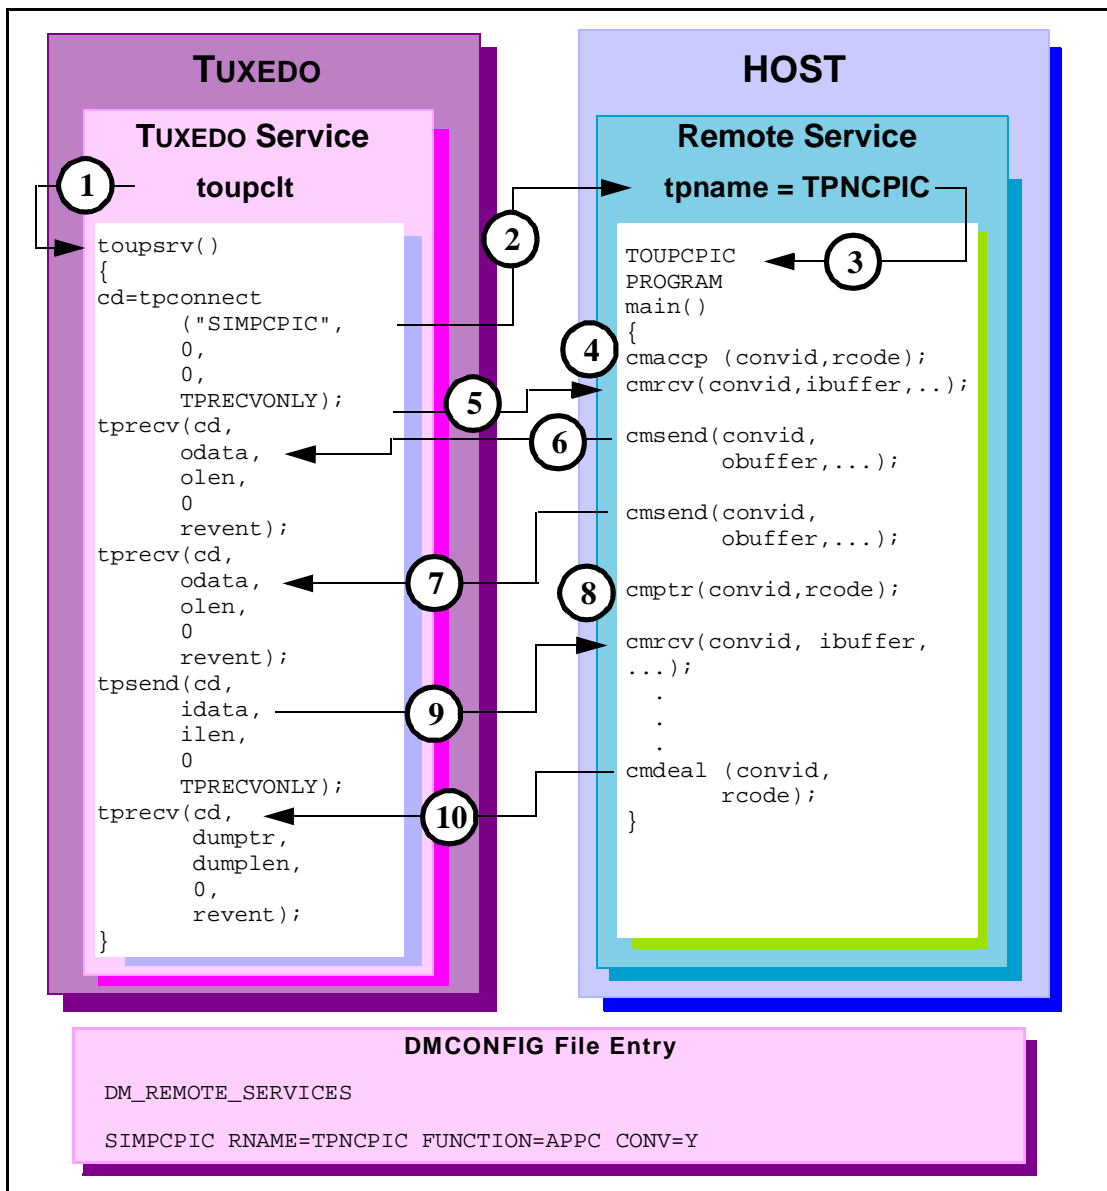 TUXEDO
TUXEDO Service
toupclt
1
toupsrv()
{
cd=tpconnect
("SIMPCPIC",
0,
0,
TPRECVONLY);
tprecv(cd,
odata,
olen,
0
revent);
tprecv(cd,
odata,
olen,
0
revent);
tpsend(cd,
idata,
ilen,
0
TPRECVONLY);
tprecv(cd,
dumptr,
dumplen,
0,
revent);
}
2
5
6
7
9
10
HOST
Remote Service
tpname = TPNCPIC
3
TOUPCPIC
PROGRAM
main()
{
4
cmaccp (convid,rcode);
cmrcv(convid,ibuffer,..);
cmsend(convid,
obuffer,...);
cmsend(convid,
obuffer,...);
8
cmptr(convid,rcode);
cmrcv(convid, ibuffer,
...);
.
.
.
cmdeal (convid,
rcode);
}
DMCONFIG File Entry
DM_REMOTE_SERVICES
SIMPCPIC RNAME=TPNCPIC FUNCTION=APPC CONV=Y